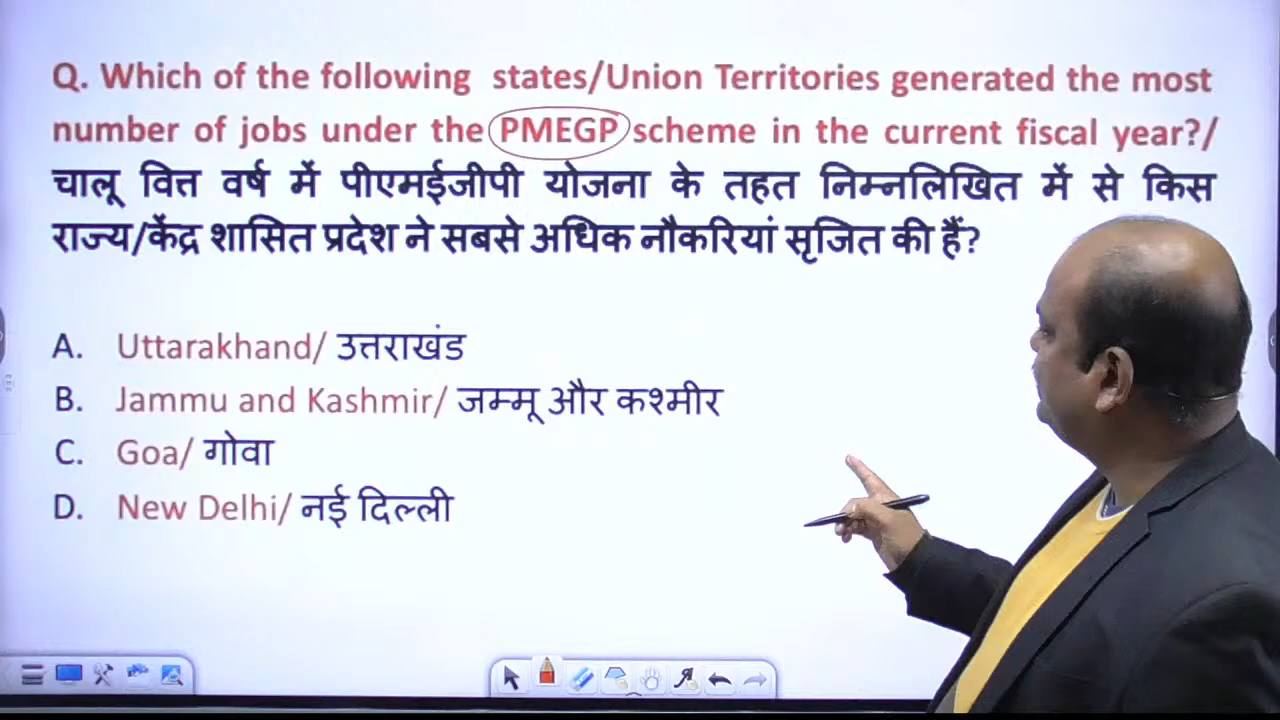 Q. Which of the following states/Union Territories generated the most
number of jobs under the PMEGP scheme in the current fiscal year?/
चालू वित्त वर्ष में पीएमईजीपी योजना के तहत निम्नलिखित में से किस
राज्य/केंद्र शासित प्रदेश ने सबसे अधिक नौकरियां सृजित की हैं?
A. Uttarakhand/ उत्तराखंड
B. Jammu and Kashmir/ जम्मू और कश्मीर
C. Goa/ गोवा
D. New Delhi/ नई दिल्ली